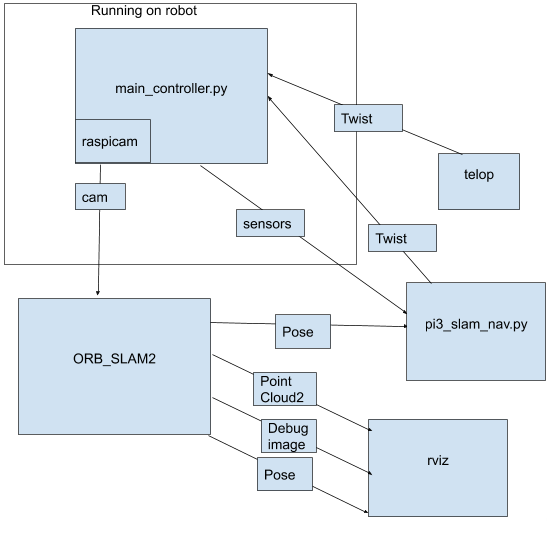 Running on robot
main_controller.py
Twist
raspicam
telop
cam
sensors
Twist
pi3_slam_nav.py
Pose
ORB_SLAM2
Point
Cloud2
Debug
image
rviz
Pose